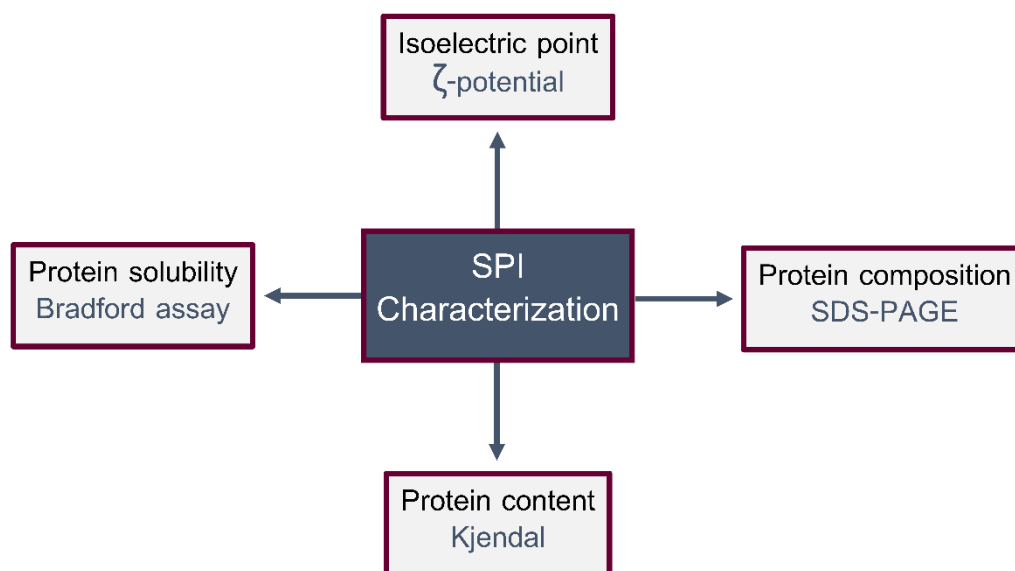 Isoelectric point
ζ-potential
Protein solubility
Bradford assay
SPI
Characterization
Protein composition
SDS-PAGE
Protein content
Kjendal